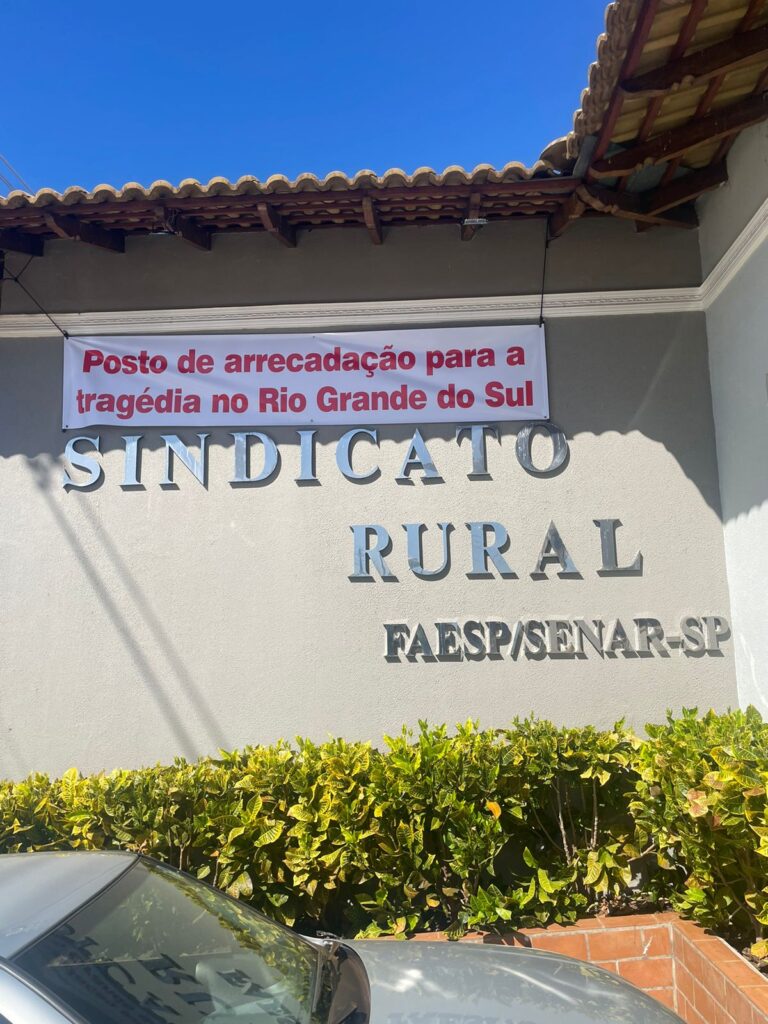 Posto de arrecadação para a
tragédia no Rio Grande do Sul
SINDICATO
RURAL
FAESP/SENAR-SP